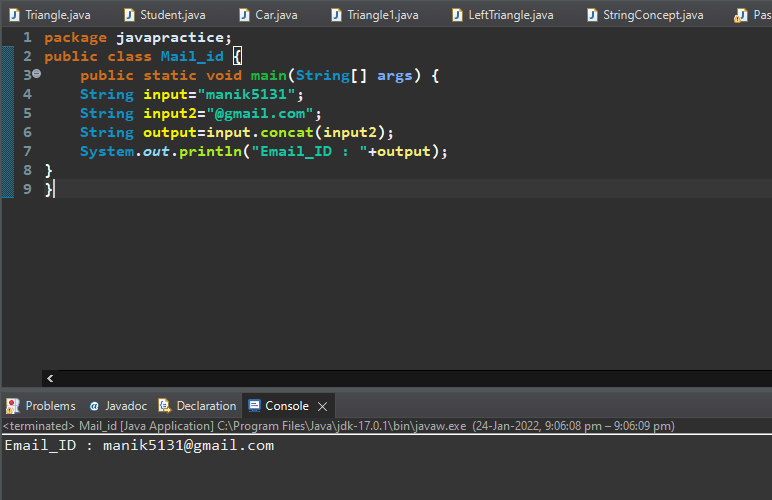 Triangle.java Student.java Car.java Triangle1.java LeftTriangle.java StringConcept.java Pas
1 package javapractice;
2 public class Mail_id {
3 public static void main(String[] args) {
4 String input="manik5131";
5 String input2="@gmail.com";
6 String output=input.concat(input2);
7 System.out.println("Email_ID : "+output);
8 }
9 }
Problems @ Javadoc Declaration Console
<terminated> Mail_id [Java Application] C:\Program Files\Java\jdk-17.0.1\bin\javaw.exe (24-Jan-2022, 9:06:08 pm – 9:06:09 pm)
Email_ID : manik5131@gmail.com